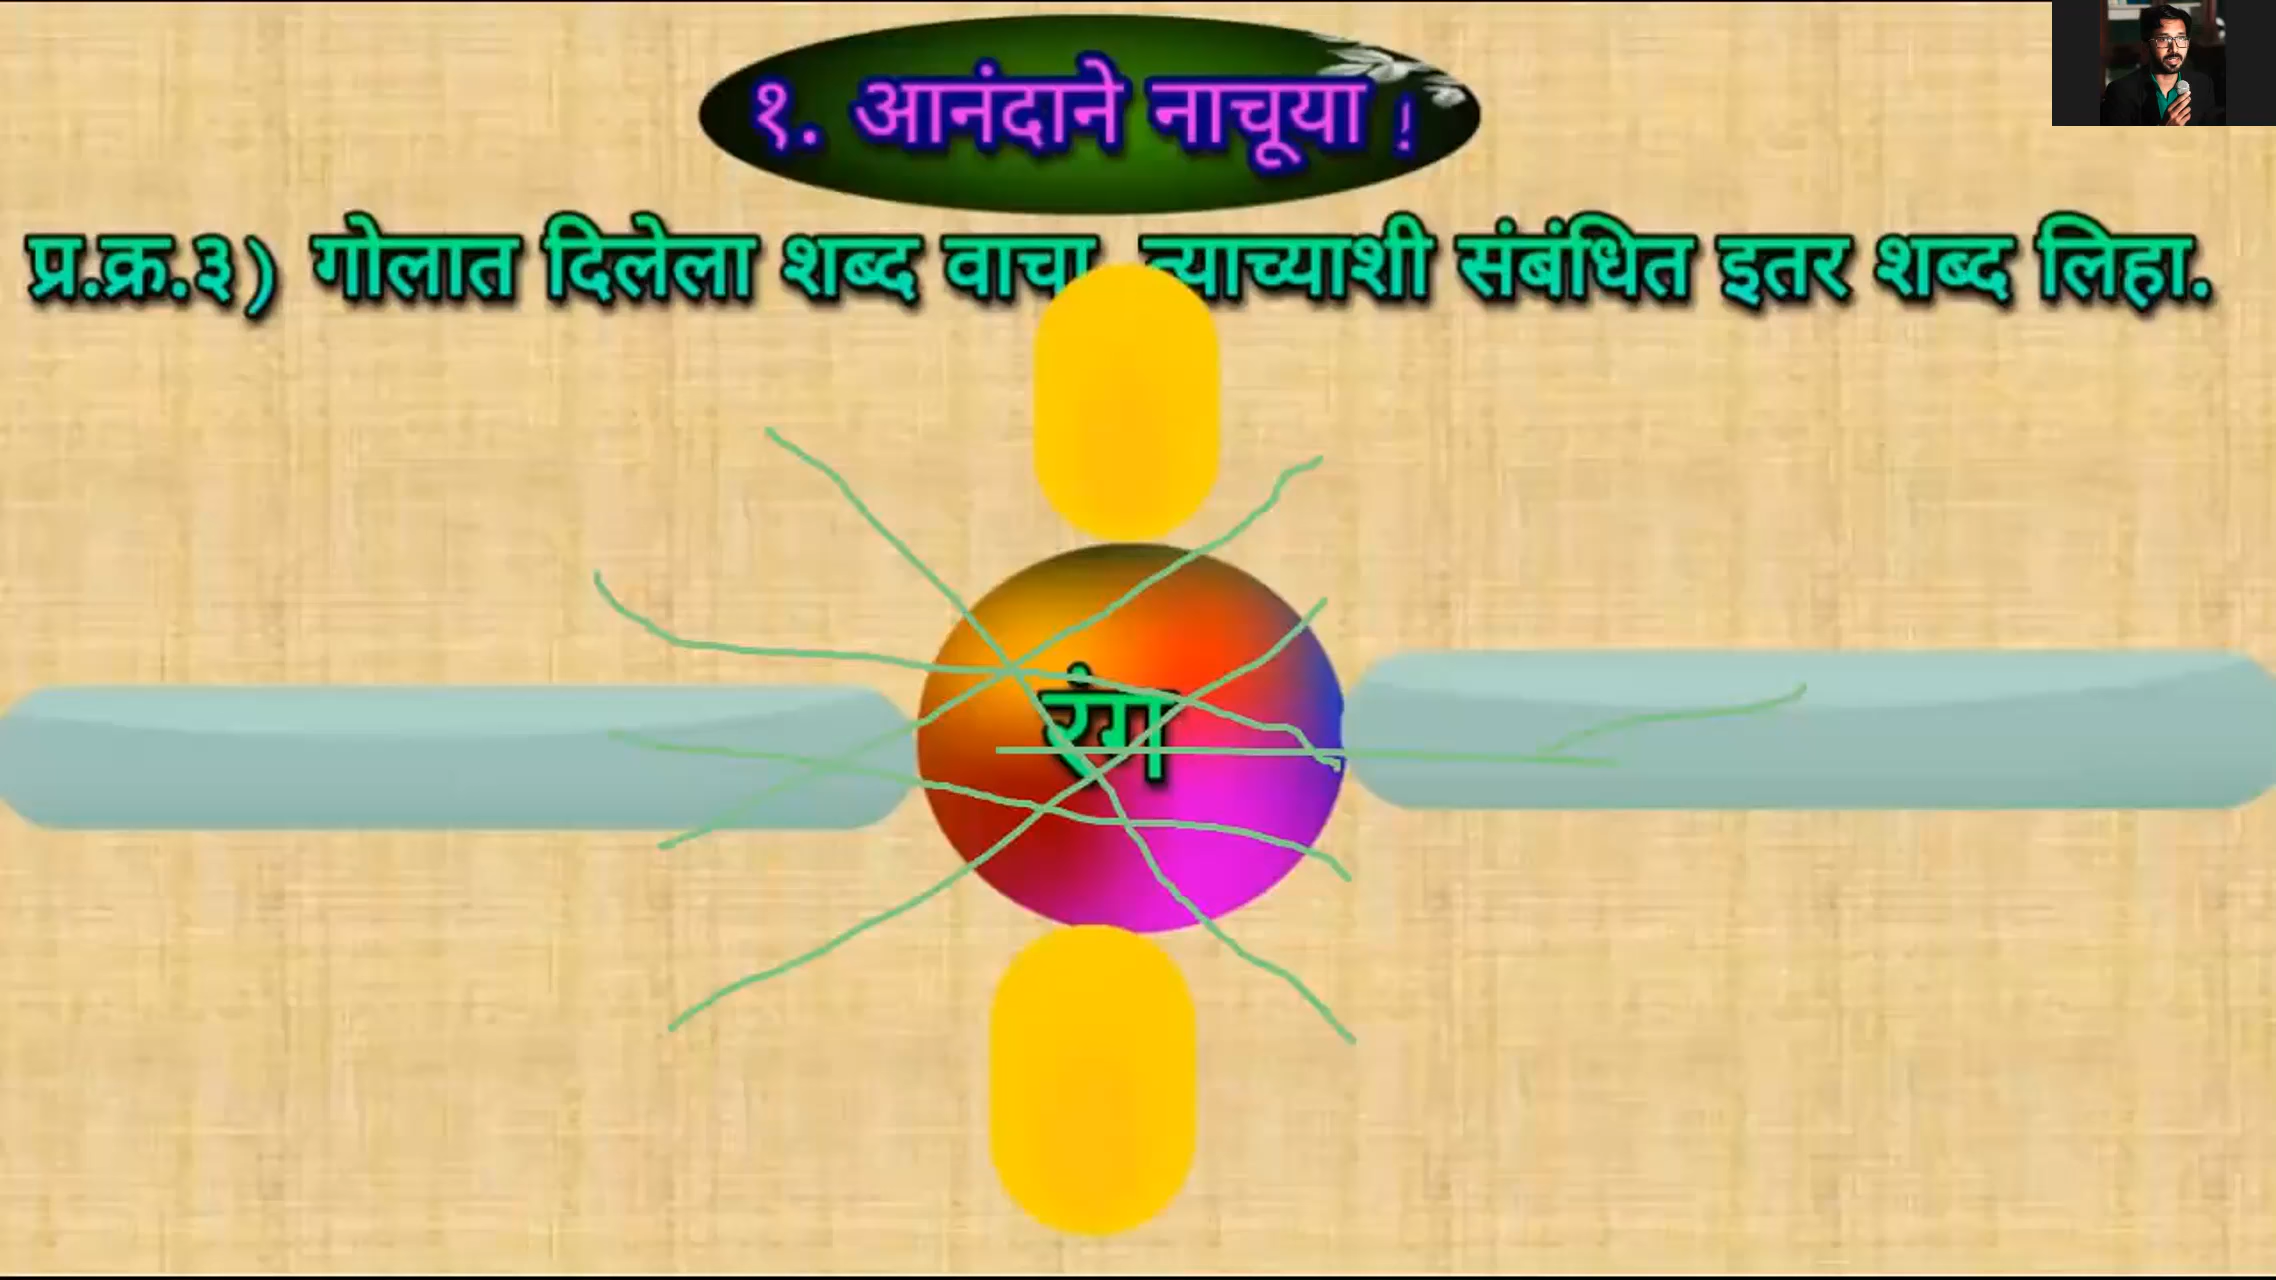 १. आनंदाने नाचूया !
प्र.क्र.३) गोलात दिलेला शब्द वाचा त्याच्याशी संबंधित इतर शब्द लिहा.
रंग